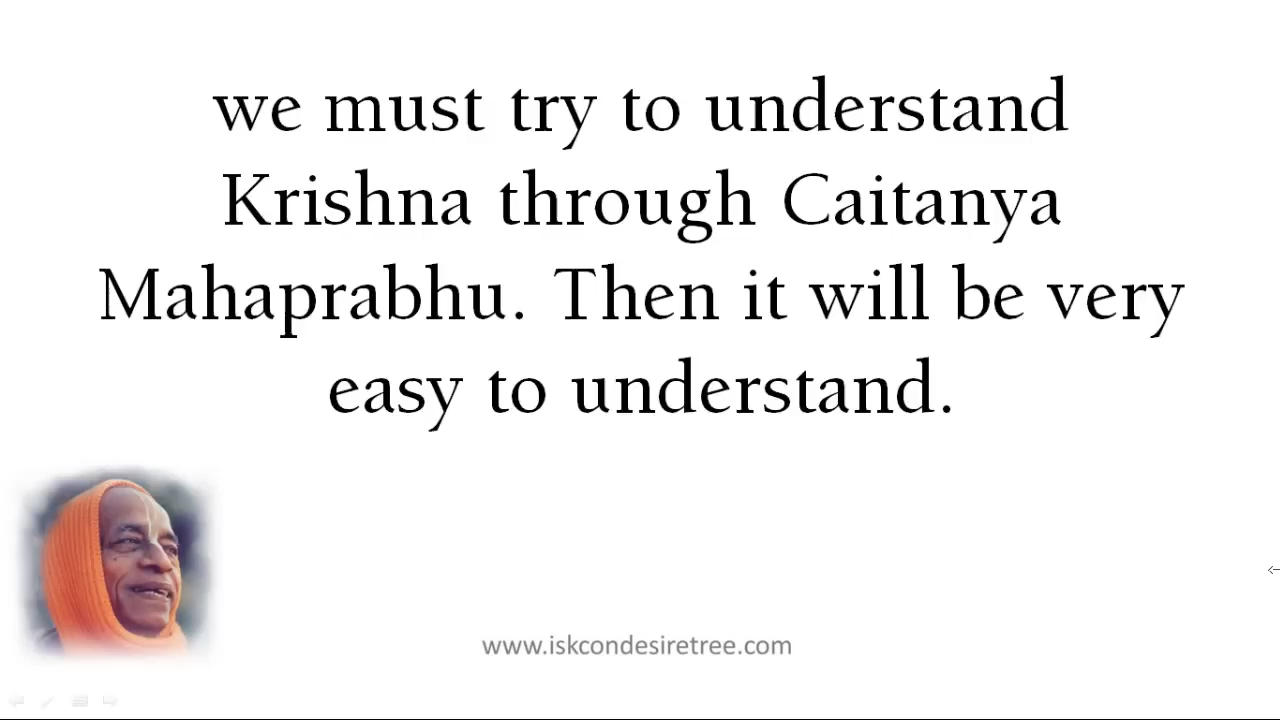 we must try to understand
Krishna through Caitanya
Mahaprabhu. Then it will be very
easy to understand.
www.iskcondesiretree.com